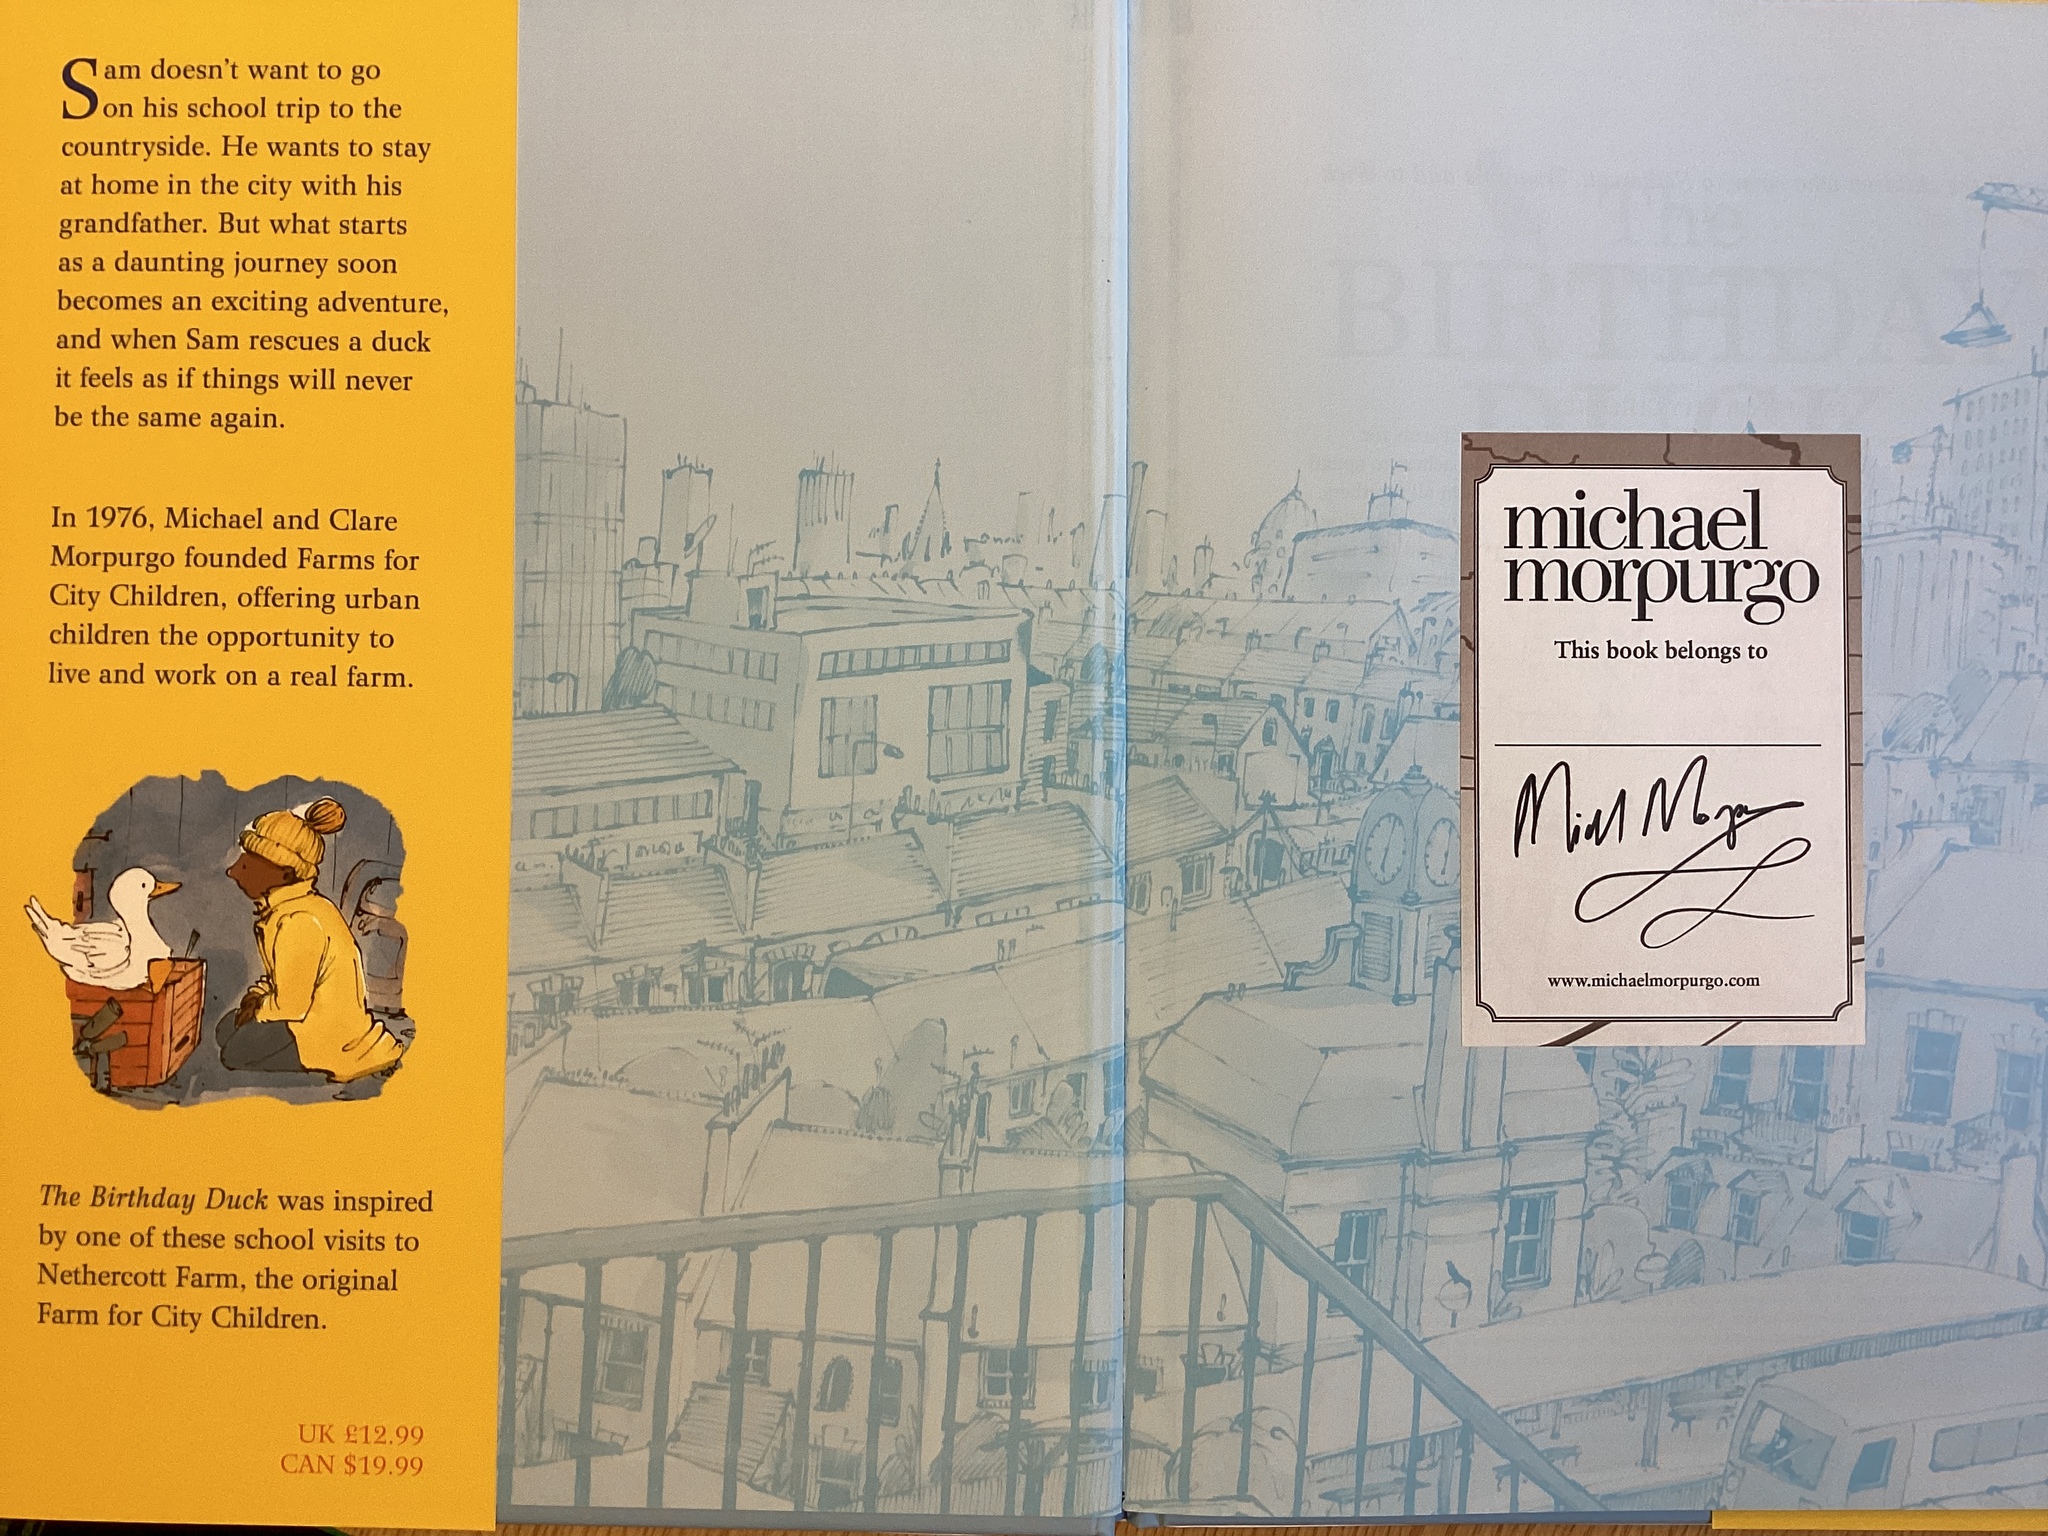 Sam doesn't want to go
on his school trip to the
countryside. He wants to stay
at home in the city with his
grandfather. But what starts
as a daunting journey soon
becomes an exciting adventure,
and when Sam rescues a duck
it feels as if things will never
be the same again.
In 1976, Michael and Clare
Morpurgo founded Farms for
City Children, offering urban
children the opportunity to
live and work on a real farm.
The Birthday Duck was inspired
by one of these school visits to
Nethercott Farm, the original
Farm for City Children.
UK £12.99
CAN $19.99
The
BIRTHDAY
DUCK
michael
morpurgo
This book belongs to
Michael Morpurgo
www.michaelmorpurgo.com